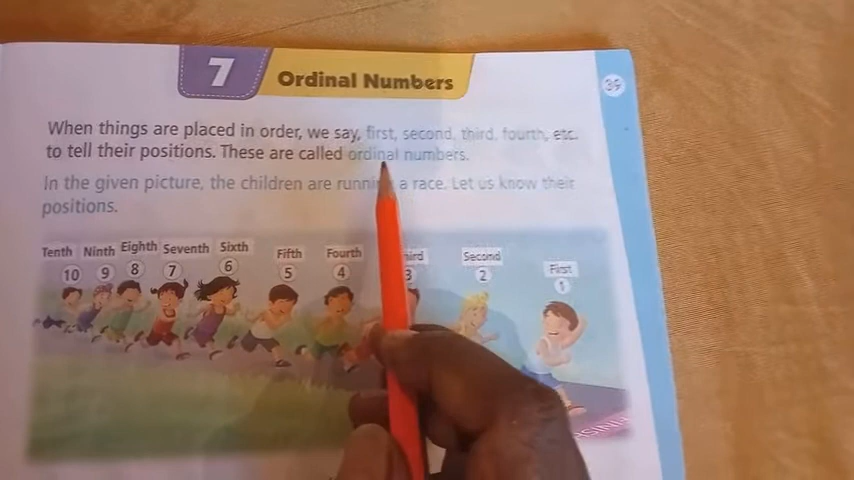 7 Ordinal Numbers
39
When things are placed in order, we say, first, second, third, fourth, etc.
to tell their positions. These are called ordinal numbers.
In the given picture, the children are running a race. Let us know their
positions.
Tenth Ninth Eighth Seventh Sixth Fifth Fourth Second First
10 9 8 7 6 5 4 3 2 1